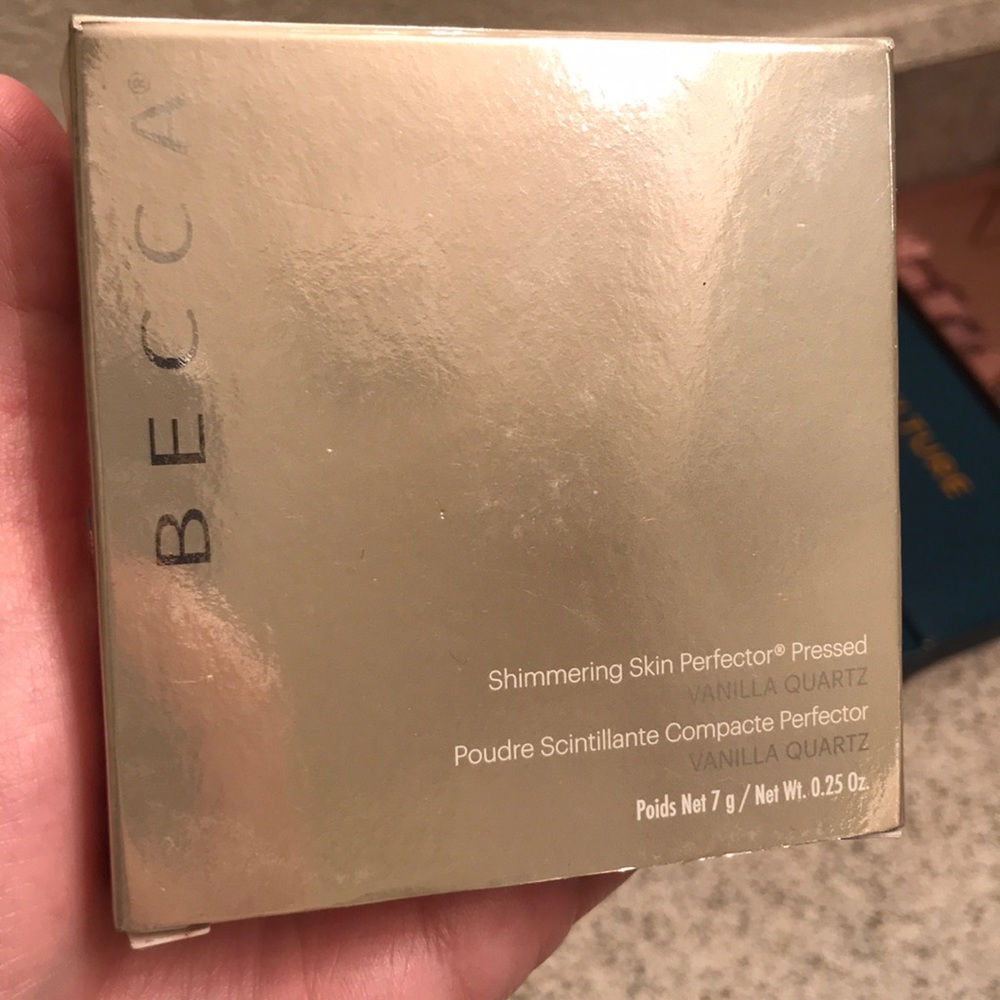 BECCA®
Shimmering Skin Perfector® Pressed
VANILLA QUARTZ
Poudre Scintillante Compacte Perfector
VANILLA QUARTZ
Poids Net 7 g / Net Wt. 0.25 Oz.